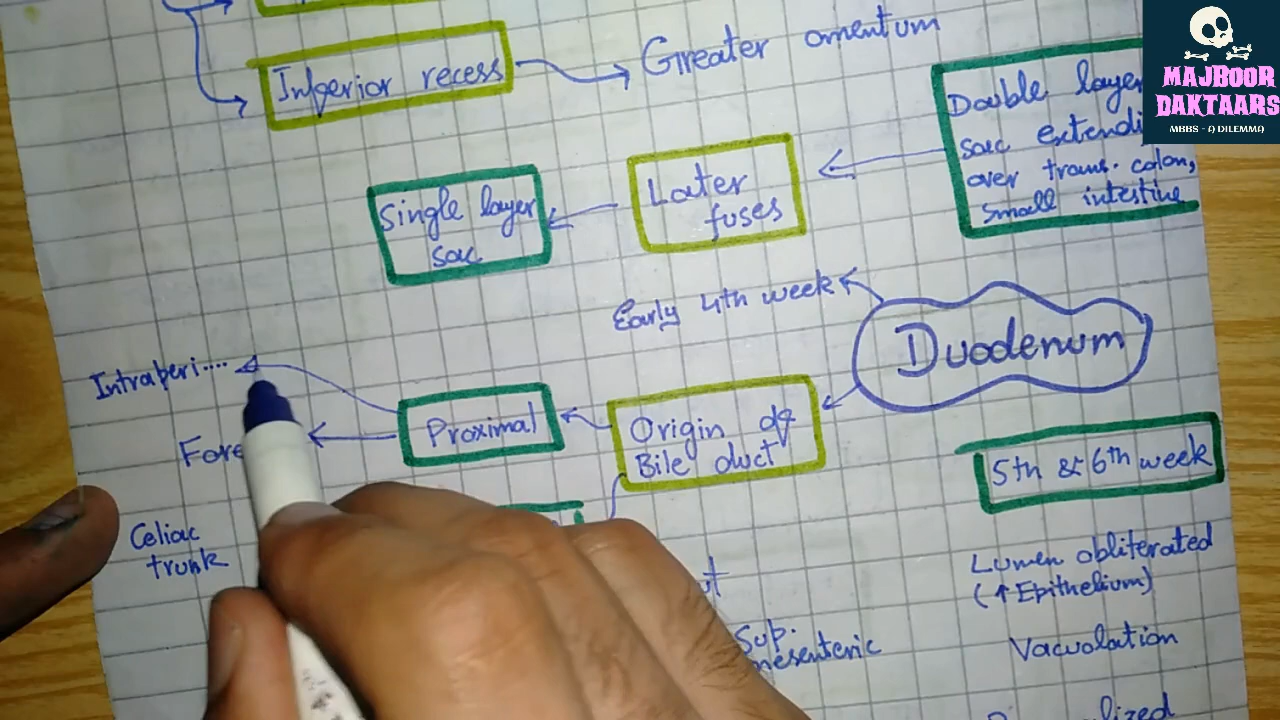 Inferior recess
Greater omentum
Double layer
sac extendi
over trans. colon,
small intestine
Later
fuses
Single layer
sac
Early 4th week
Duodenum
Intraperi....
Proximal
Origin of
Bile duct
Fore
5th & 6th week
Celiac
trunk
Lumen obliterated
(↑ Epithelium)
Sup.
mesenteric
Vacuolation
MAJBOOR
DAKTAARS
MBBS - A DILEMMA